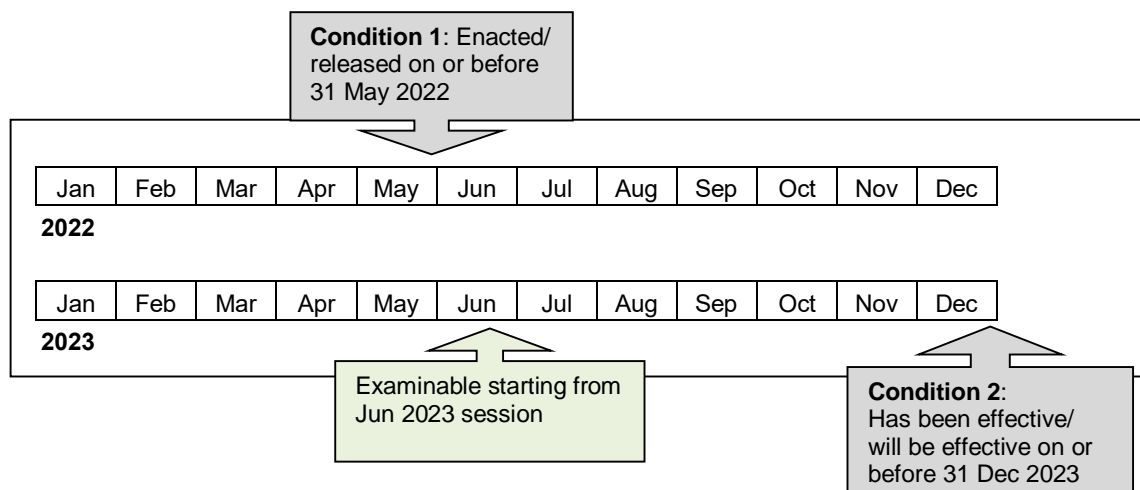 Condition 1: Enacted/
released on or before
31 May 2022
Jan Feb Mar Apr May Jun Jul Aug Sep Oct Nov Dec
2022
Jan Feb Mar Apr May Jun Jul Aug Sep Oct Nov Dec
2023
Examinable starting from
Jun 2023 session
Condition 2:
Has been effective/
will be effective on or
before 31 Dec 2023